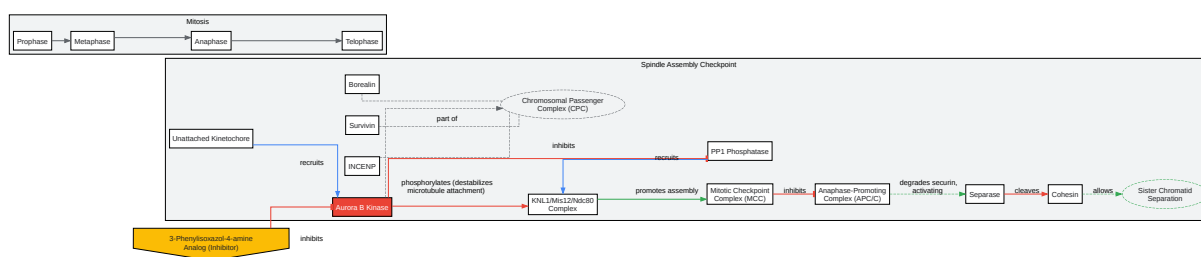 Mitosis
Prophase
Metaphase
Anaphase
Telophase
Spindle Assembly Checkpoint
Borealin
Chromosomal Passenger
Complex (CPC)
Survivin
part of
Unattached Kinetochore
inhibits
PP1 Phosphatase
recruits
recruits
INCENP
phosphorylates (destabilizes
microtubule attachment)
Aurora B Kinase
KNL1/Mis12/Ndc80
Complex
promotes assembly
Mitotic Checkpoint
Complex (MCC)
inhibits
Anaphase-Promoting
Complex (APC/C)
degrades securin,
activating
Separase
cleaves
Cohesin
allows
Sister Chromatid
Separation
3-Phenylisoxazol-4-amine
Analog (Inhibitor)
inhibits